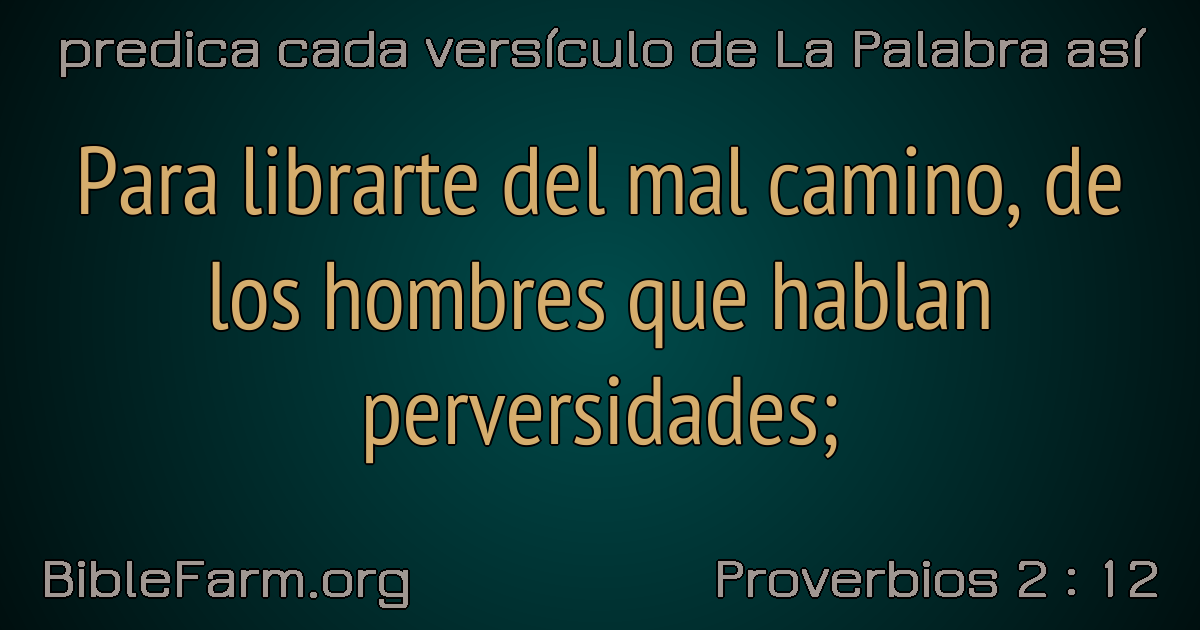 predica cada versículo de La Palabra así
Para librarte del mal camino, de
los hombres que hablan
perversidades;
BibleFarm.org
Proverbios 2 : 12